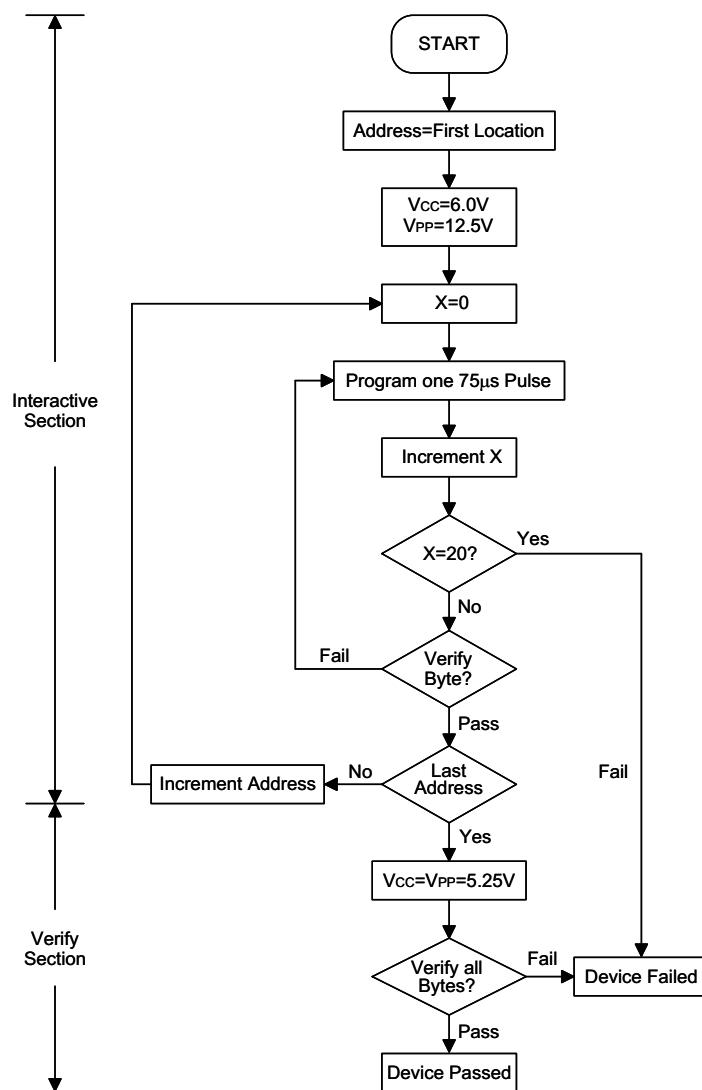 START
Address=First Location
VCC=6.0V
VPP=12.5V
X=0
Program one 75μs Pulse
Interactive
Section
Increment X
X=20?
Yes
No
Fail
Verify
Byte?
Pass
Increment Address
No
Last
Address
Fail
Yes
VCC=VPP=5.25V
Verify
Section
Verify all
Bytes?
Fail
Device Failed
Pass
Device Passed